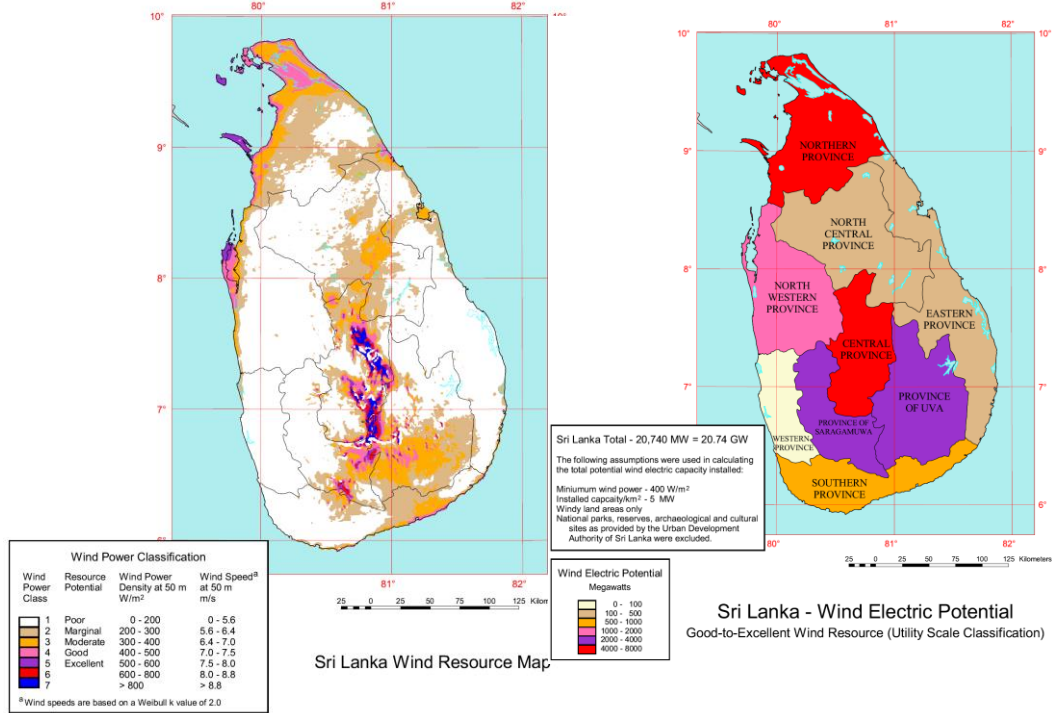 80°
81°
82°
10°
9°
8°
7°
6°
80°
81°
82°
25 0 25 50 75 100 125 Kilom
Wind Power Classification
Wind Power Class
Resource Potential
Wind Power Density at 50 m W/m²
Wind Speedᵃ at 50 m m/s
1 Poor 0 - 200 0 - 5.6
2 Marginal 200 - 300 5.6 - 6.4
3 Moderate 300 - 400 6.4 - 7.0
4 Good 400 - 500 7.0 - 7.5
5 Excellent 500 - 600 7.5 - 8.0
6 600 - 800 8.0 - 8.8
7 > 800 > 8.8
ᵃ Wind speeds are based on a Weibull k value of 2.0
Sri Lanka Wind Resource Map
80°
81°
82°
10°
10°
9°
9°
8°
8°
7°
7°
6°
6°
NORTHERN
PROVINCE
NORTH
CENTRAL
PROVINCE
NORTH
WESTERN
PROVINCE
EASTERN
PROVINCE
CENTRAL
PROVINCE
PROVINCE
OF UVA
PROVINCE OF
SARAGAMUWA
WESTERN
PROVINCE
SOUTHERN
PROVINCE
80°
81°
82°
25 0 25 50 75 100 125 Kilometers
Sri Lanka Total - 20,740 MW = 20.74 GW
The following assumptions were used in calculating
the total potential wind electric capacity installed:
Miniumum wind power - 400 W/m²
Installed capcaity/km² - 5 MW
Windy land areas only
National parks, reserves, archaeological and cultural
sites as provided by the Urban Development
Authority of Sri Lanka were excluded.
Wind Electric Potential
Megawatts
0 - 100
100 - 500
500 - 1000
1000 - 2000
2000 - 4000
4000 - 8000
Sri Lanka - Wind Electric Potential
Good-to-Excellent Wind Resource (Utility Scale Classification)